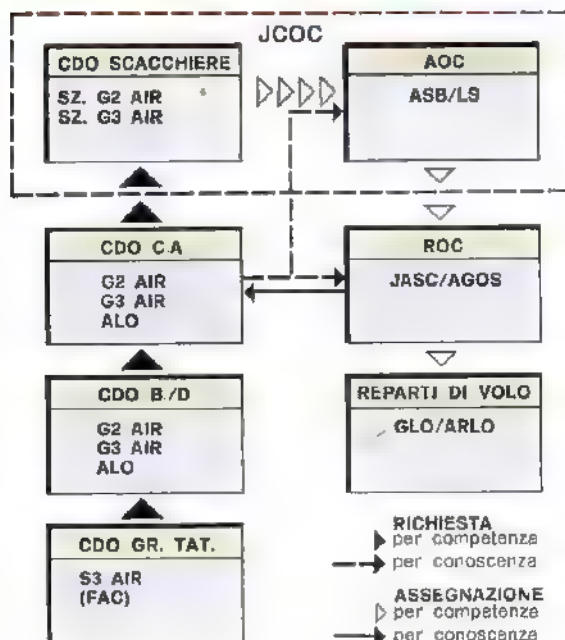 JCOC
CDO SCACCHIERE
SZ. G2 AIR
SZ. G3 AIR
AOC
ASB/LS
CDO C.A
G2 AIR
G3 AIR
ALO
ROC
JASC/AGOS
CDO B./D
G2 AIR
G3 AIR
ALO
REPARTI DI VOLO
GLO/ARLO
CDO GR. TAT.
S3 AIR
(FAC)
RICHIESTA
per competenza
per conoscenza
ASSEGNAZIONE
per competenza
per conoscenza